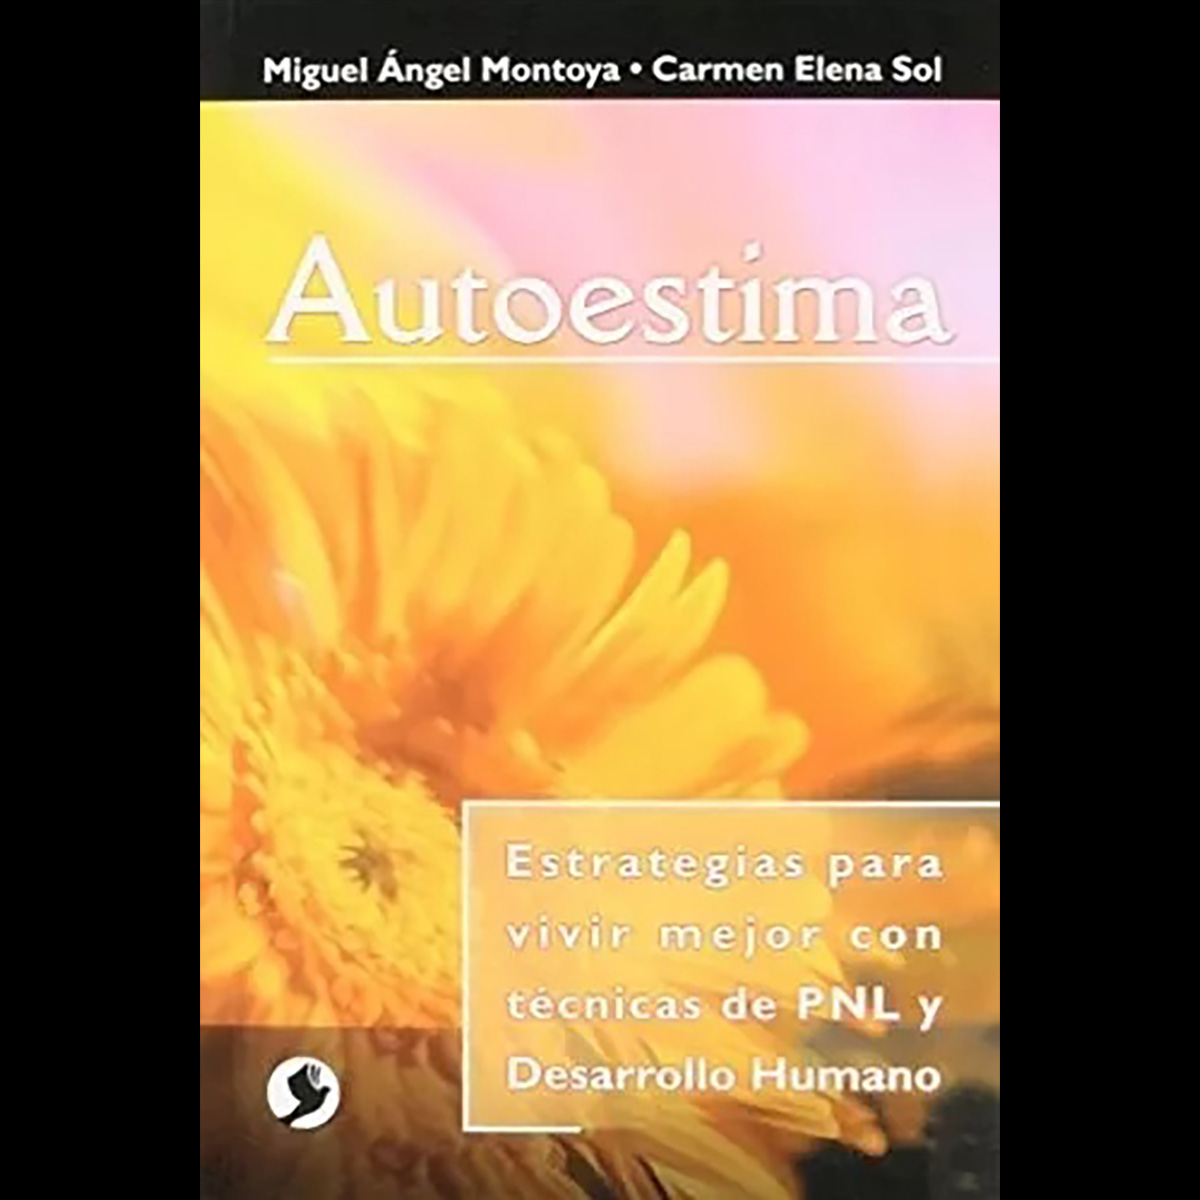 Miguel Ángel Montoya • Carmen Elena Sol
Autoestima
Estrategias para
vivir mejor con
técnicas de PNL y
Desarrollo Humano